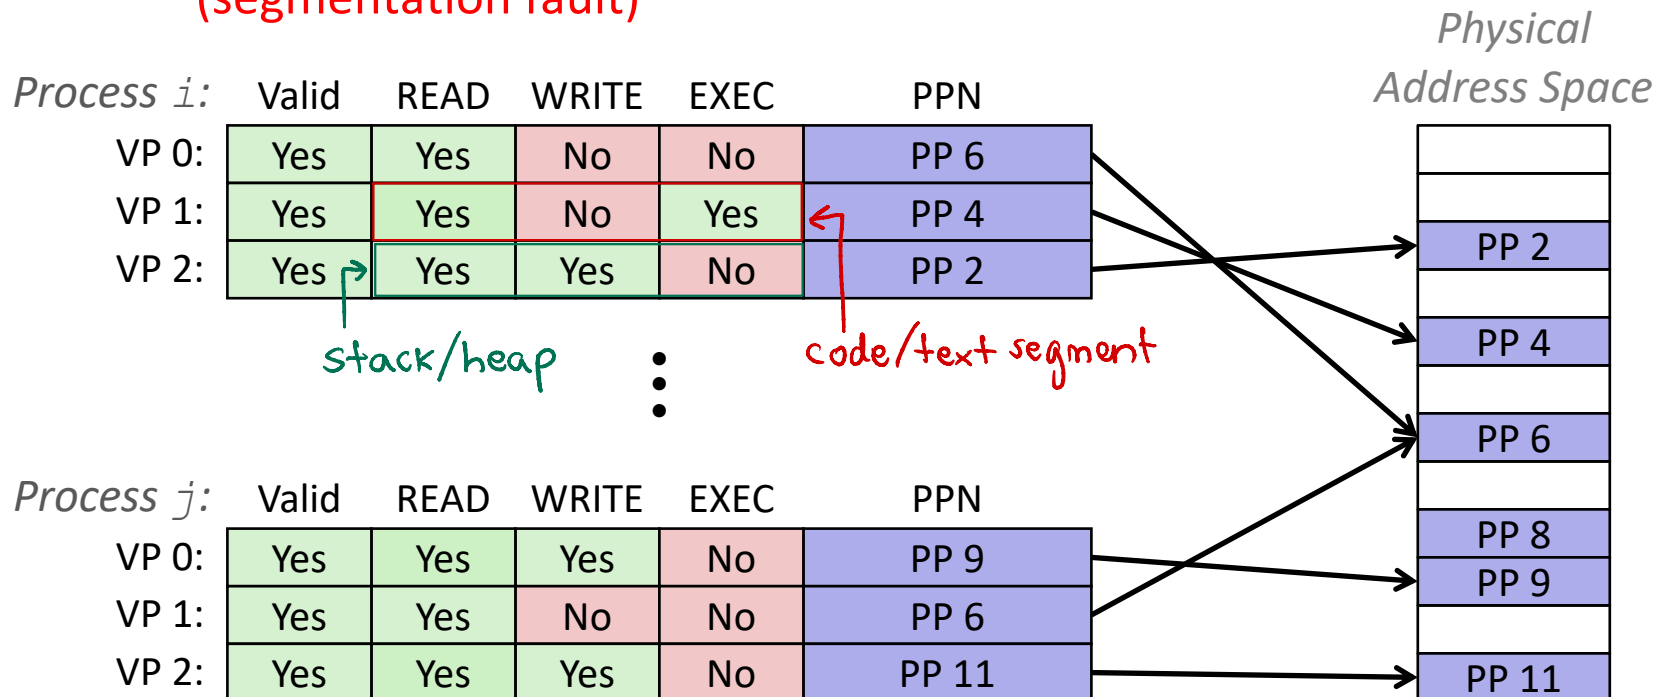 (segmentation fault)
Physical
Address Space
Process i: Valid READ WRITE EXEC PPN
VP 0: Yes Yes No No PP 6
VP 1: Yes Yes No Yes PP 4
VP 2: Yes Yes Yes No PP 2
stack/heap
code/text segment
PP 2
PP 4
PP 6
PP 8
PP 9
PP 11
Process j: Valid READ WRITE EXEC PPN
VP 0: Yes Yes Yes No PP 9
VP 1: Yes Yes No No PP 6
VP 2: Yes Yes Yes No PP 11